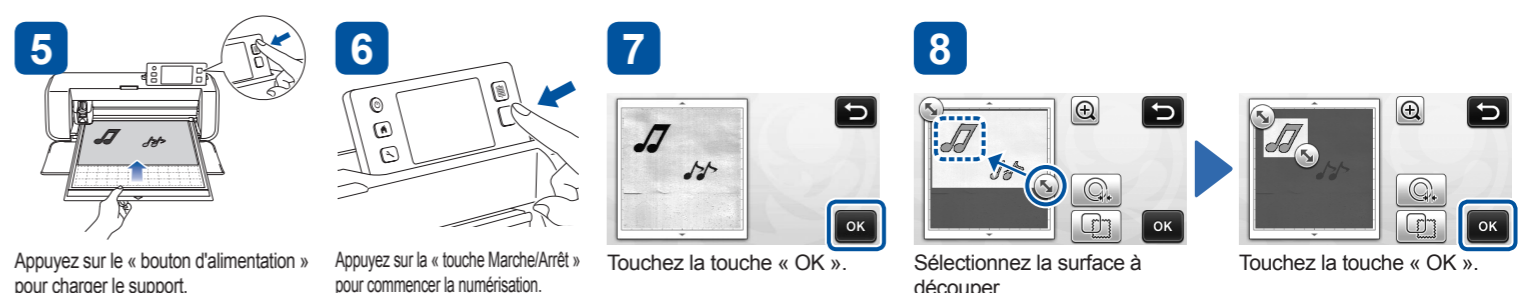 5
6
7
8
OK
OK
OK
Appuyez sur le « bouton d'alimentation »
pour charger le support.
Appuyez sur la « touche Marche/Arrêt »
pour commencer la numérisation.
Touchez la touche « OK ».
Sélectionnez la surface à
découper
Touchez la touche « OK ».